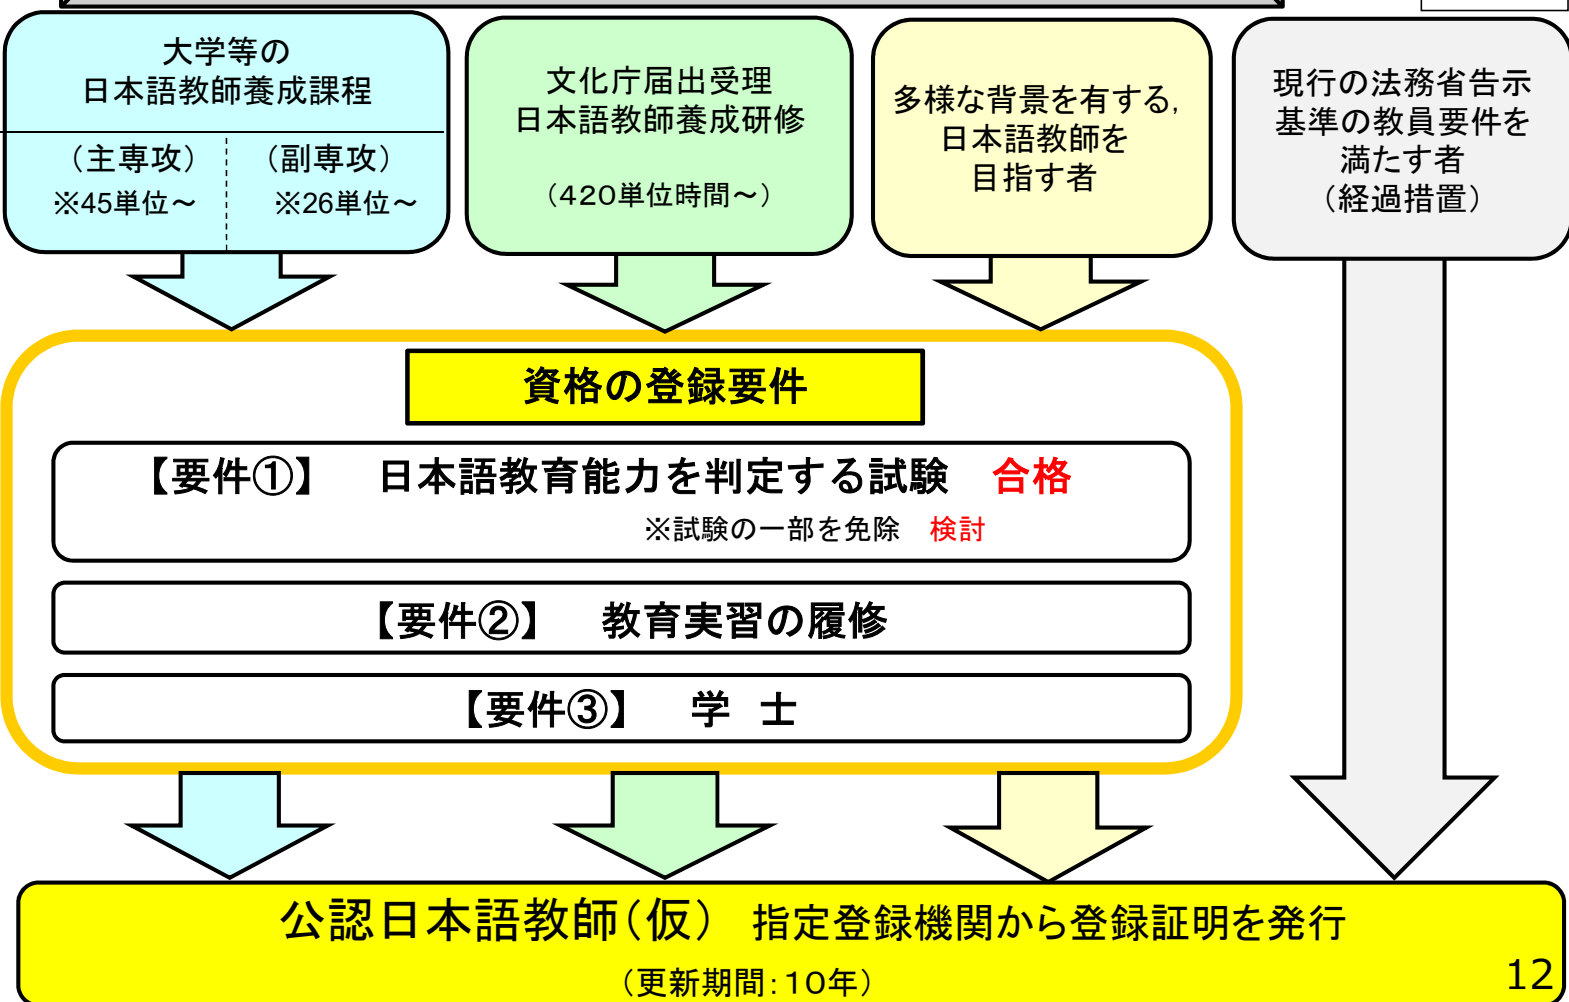 大学等の
日本語教師養成課程
（主専攻）
※45単位～
（副専攻）
※26単位～
文化庁届出受理
日本語教師養成研修
（420単位時間～）
多様な背景を有する,
日本語教師を
目指す者
現行の法務省告示
基準の教員要件を
満たす者
（経過措置）
資格の登録要件
【要件①】　日本語教育能力を判定する試験　合格
※試験の一部を免除　検討
【要件②】　教育実習の履修
【要件③】　学　士
公認日本語教師（仮）　指定登録機関から登録証明を発行
（更新期間：10年）
12